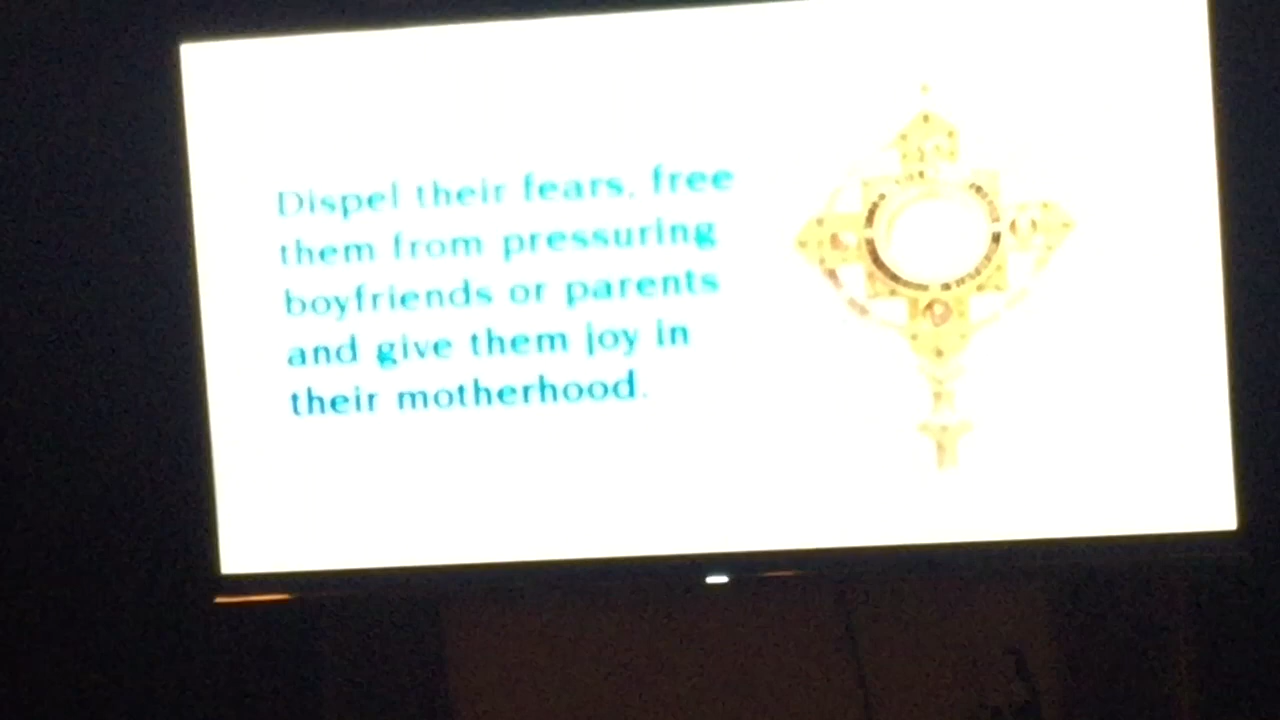 Dispel their fears, free
them from pressuring
boyfriends or parents
and give them joy in
their motherhood.